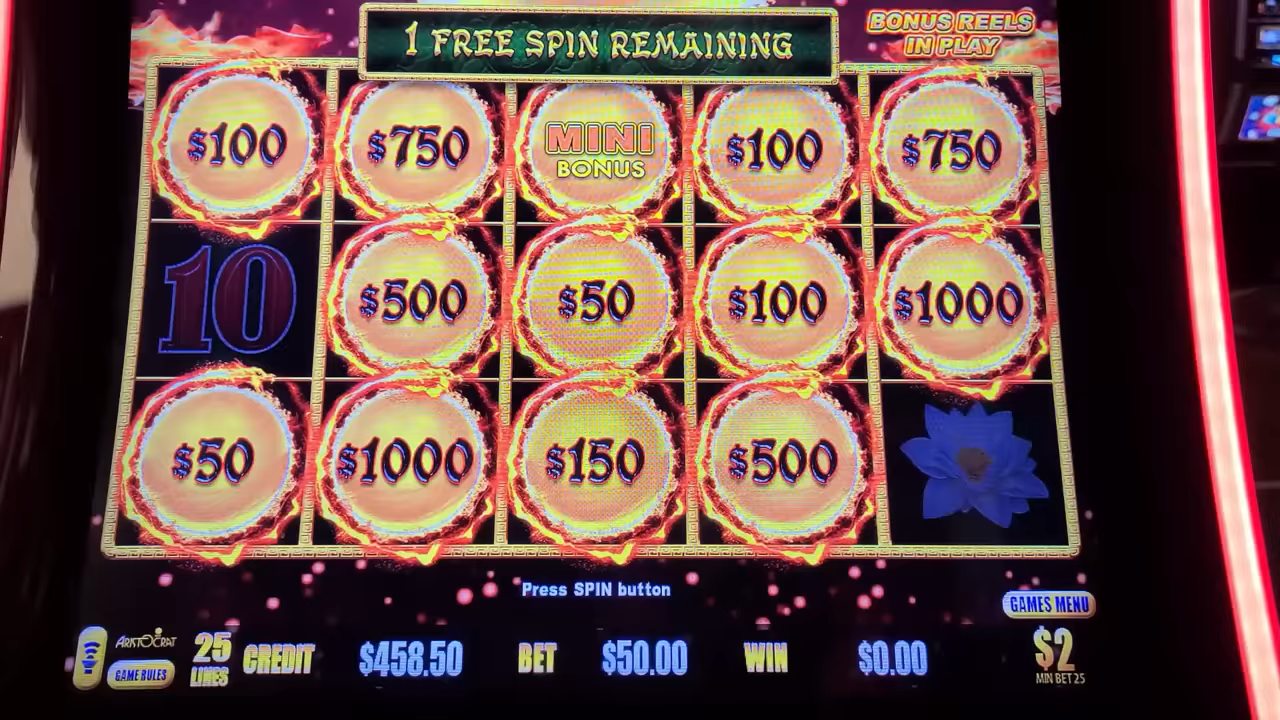 1 FREE SPIN REMAINING
BONUS REELS
IN PLAY
$100
$750
MINI
BONUS
$100
$750
10
$500
$50
$100
$1000
$50
$1000
$150
$500
Press SPIN button
GAMES MENU
ARISTOCRAT
GAME RULES
25
LINES
CREDIT
$458.50
BET
$50.00
WIN
$0.00
$2
MIN BET 25